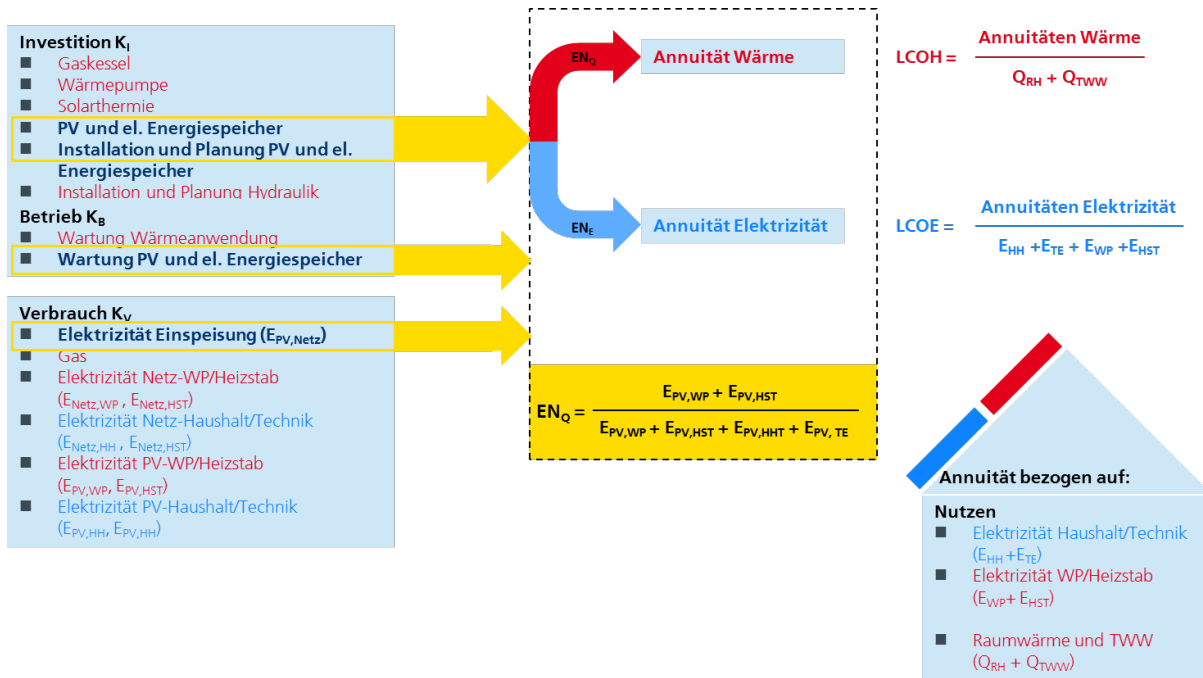 Investition K_I
Gaskessel
Wärmepumpe
Solarthermie
PV und el. Energiespeicher
Installation und Planung PV und el.
Energiespeicher
Installation und Planung Hydraulik
Betrieb K_B
Wartung Wärmeanwendung
Wartung PV und el. Energiespeicher
Verbrauch K_V
Elektrizität Einspeisung (E_PV,Netz)
Gas
Elektrizität Netz-WP/Heizstab
(E_Netz,WP , E_Netz,HST)
Elektrizität Netz-Haushalt/Technik
(E_Netz,HH , E_Netz,HST)
Elektrizität PV-WP/Heizstab
(E_PV,WP, E_PV,HST)
Elektrizität PV-Haushalt/Technik
(E_PV,HH, E_PV,HH)
EN_Q
Annuität Wärme
EN_E
Annuität Elektrizität
EN_Q =
E_PV,WP + E_PV,HST
E_PV,WP + E_PV,HST + E_PV,HHT + E_PV, TE
LCOH =
Annuitäten Wärme
Q_RH + Q_TWW
LCOE =
Annuitäten Elektrizität
E_HH +E_TE + E_WP +E_HST
Annuität bezogen auf:
Nutzen
Elektrizität Haushalt/Technik
(E_HH +E_TE)
Elektrizität WP/Heizstab
(E_WP+ E_HST)
Raumwärme und TWW
(Q_RH + Q_TWW)